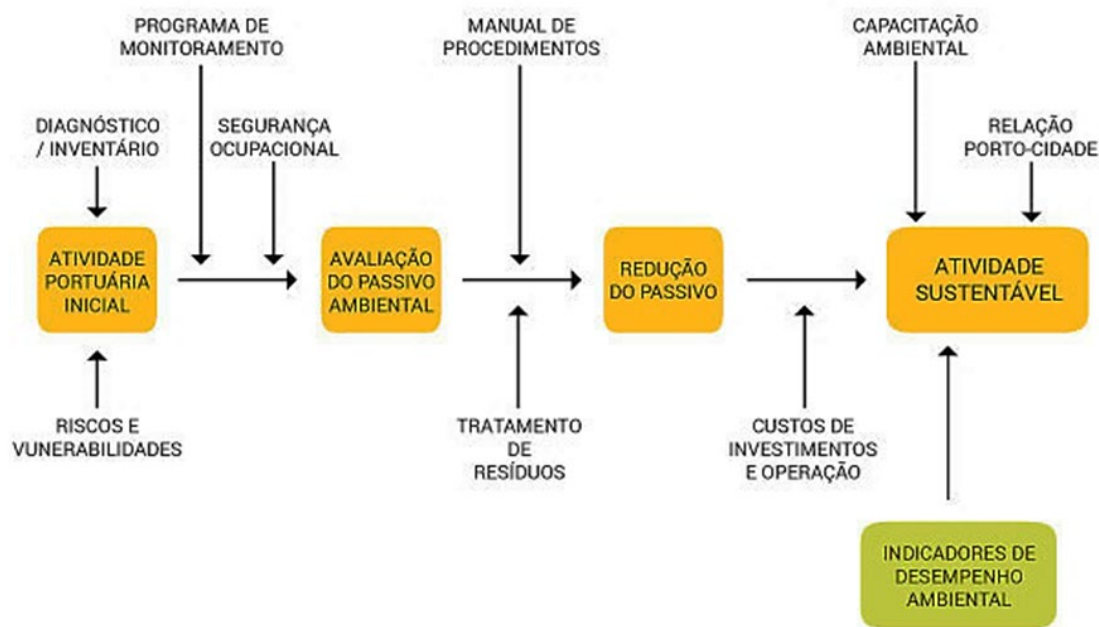 PROGRAMA DE
MONITORAMENTO
MANUAL DE
PROCEDIMENTOS
CAPACITAÇÃO
AMBIENTAL
DIAGNÓSTICO
/ INVENTÁRIO
SEGURANÇA
OCUPACIONAL
RELAÇÃO
PORTO-CIDADE
ATIVIDADE
PORTUÁRIA
INICIAL
AVALIAÇÃO
DO PASSIVO
AMBIENTAL
REDUÇÃO
DO PASSIVO
ATIVIDADE
SUSTENTÁVEL
RISCOS E
VUNERABILIDADES
TRATAMENTO
DE
RESÍDUOS
CUSTOS DE
INVESTIMENTOS
E OPERAÇÃO
INDICADORES DE
DESEMPENHO
AMBIENTAL